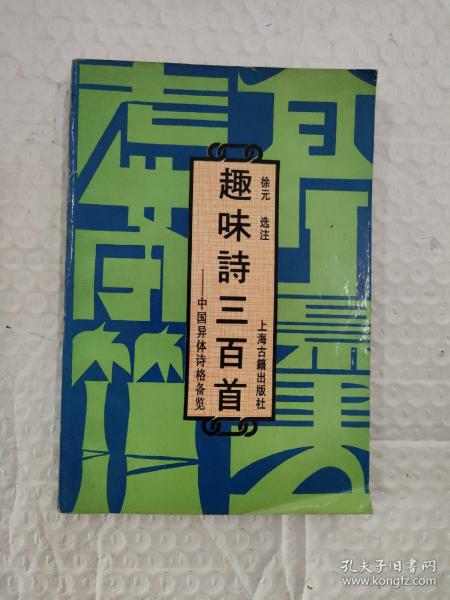 徐元 选注
趣味詩三百首
——中国异体诗格备览
上海古籍出版社
孔夫子旧书网
www.kongfz.com